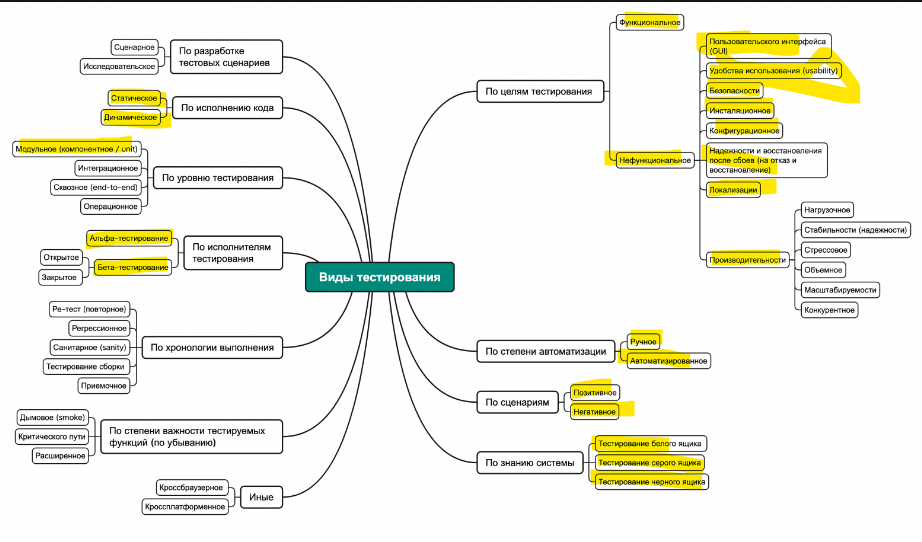 Виды тестирования
По разработке
тестовых сценариев
Сценарное
Исследовательское
По исполнению кода
Статическое
Динамическое
По уровню тестирования
Модульное (компонентное / unit)
Интеграционное
Сквозное (end-to-end)
Операционное
По исполнителям
тестирования
Альфа-тестирование
Бета-тестирование
Открытое
Закрытое
По хронологии выполнения
Ре-тест (повторное)
Регрессионное
Санитарное (sanity)
Тестирование сборки
Приемочное
По степени важности тестируемых
функций (по убыванию)
Дымовое (smoke)
Критического пути
Расширенное
Иные
Кроссбраузерное
Кроссплатформенное
По целям тестирования
Функциональное
Нефункциональное
Пользовательского интерфейса
(GUI)
Удобства использования (usability)
Безопасности
Инсталяционное
Конфигурационное
Надежности и восстановления
после сбоев (на отказ и
восстановление)
Локализации
Производительности
Нагрузочное
Стабильности (надежности)
Стрессовое
Объемное
Масштабируемости
Конкурентное
По степени автоматизации
Ручное
Автоматизированное
По сценариям
Позитивное
Негативное
По знанию системы
Тестирование белого ящика
Тестирование серого ящика
Тестирование черного ящика